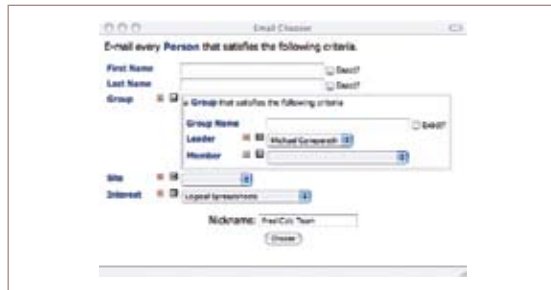 Email Chooser
E-mail every Person that satisfies the following criteria.
First Name Exact?
Last Name Exact?
Group
a Group that satisfies the following criteria
Group Name Exact?
Leader Michael
Member
Site
Interest Logical Spreadsheets
Nickname: Team
Choose